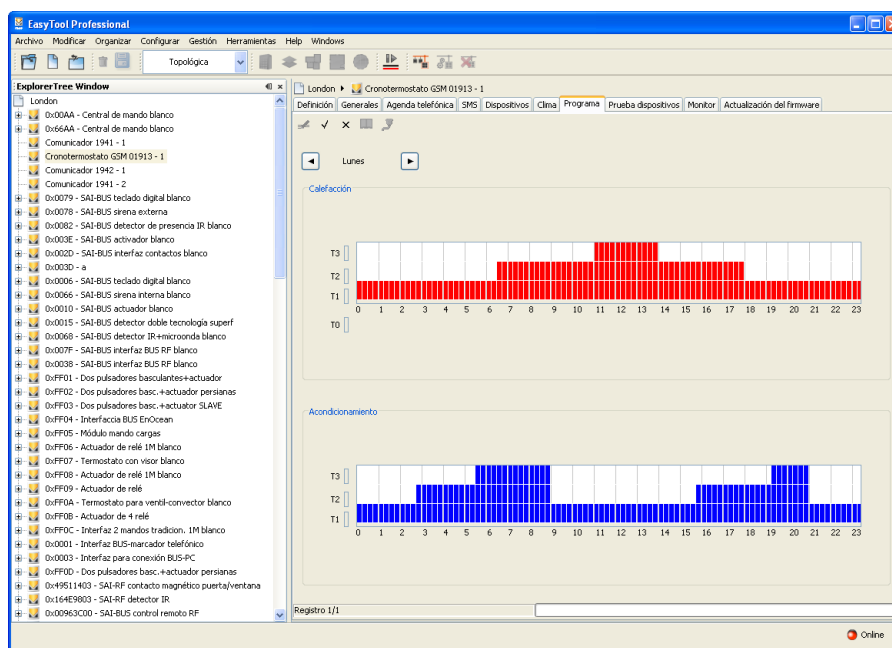 EasyTool Professional
Archivo Modificar Organizar Configurar Gestión Herramientas Help Windows
Topológica
ExplorerTree Window
London
0x00AA - Central de mando blanco
0x66AA - Central de mando blanco
Comunicador 1941 - 1
Cronotermostato GSM 01913 - 1
Comunicador 1942 - 1
Comunicador 1941 - 2
0x0079 - SAI-BUS teclado digital blanco
0x0078 - SAI-BUS sirena externa
0x0082 - SAI-BUS detector de presencia IR blanco
0x003E - SAI-BUS activador blanco
0x002D - SAI-BUS interfaz contactos blanco
0x003D - a
0x0006 - SAI-BUS teclado digital blanco
0x0066 - SAI-BUS sirena interna blanco
0x0010 - SAI-BUS actuador blanco
0x0015 - SAI-BUS detector doble tecnología superf
0x0068 - SAI-BUS detector IR+microonda blanco
0x007F - SAI-BUS interfaz BUS RF blanco
0x0038 - SAI-BUS interfaz BUS RF blanco
0xFF01 - Dos pulsadores basculantes+actuador
0xFF02 - Dos pulsadores basc.+actuador persianas
0xFF03 - Dos pulsadores basc.+actuator SLAVE
0xFF04 - Interfaccia BUS EnOcean
0xFF05 - Módulo mando cargas
0xFF06 - Actuador de relé 1M blanco
0xFF07 - Termostato con visor blanco
0xFF08 - Actuador de relé 1M blanco
0xFF09 - Actuador de relé
0xFF0A - Termostato para ventil-convector blanco
0xFF0B - Actuador de 4 relé
0xFF0C - Interfaz 2 mandos tradicion. 1M blanco
0x0001 - Interfaz BUS-marcador telefónico
0x0003 - Interfaz para conexión BUS-PC
0xFF0D - Dos pulsadores basc.+actuador persianas
0x49511403 - SAI-RF contacto magnético puerta/ventana
0x164E9803 - SAI-RF detector IR
0x00963C00 - SAI-BUS control remoto RF
London Cronotermostato GSM 01913 - 1
Definición Generales Agenda telefónica SMS Dispositivos Clima Programa Prueba dispositivos Monitor Actualización del firmware
Lunes
Calefacción
T3
T2
T1
0 1 2 3 4 5 6 7 8 9 10 11 12 13 14 15 16 17 18 19 20 21 22 23
T0
Acondicionamiento
T3
T2
T1
0 1 2 3 4 5 6 7 8 9 10 11 12 13 14 15 16 17 18 19 20 21 22 23
Registro 1/1
Online